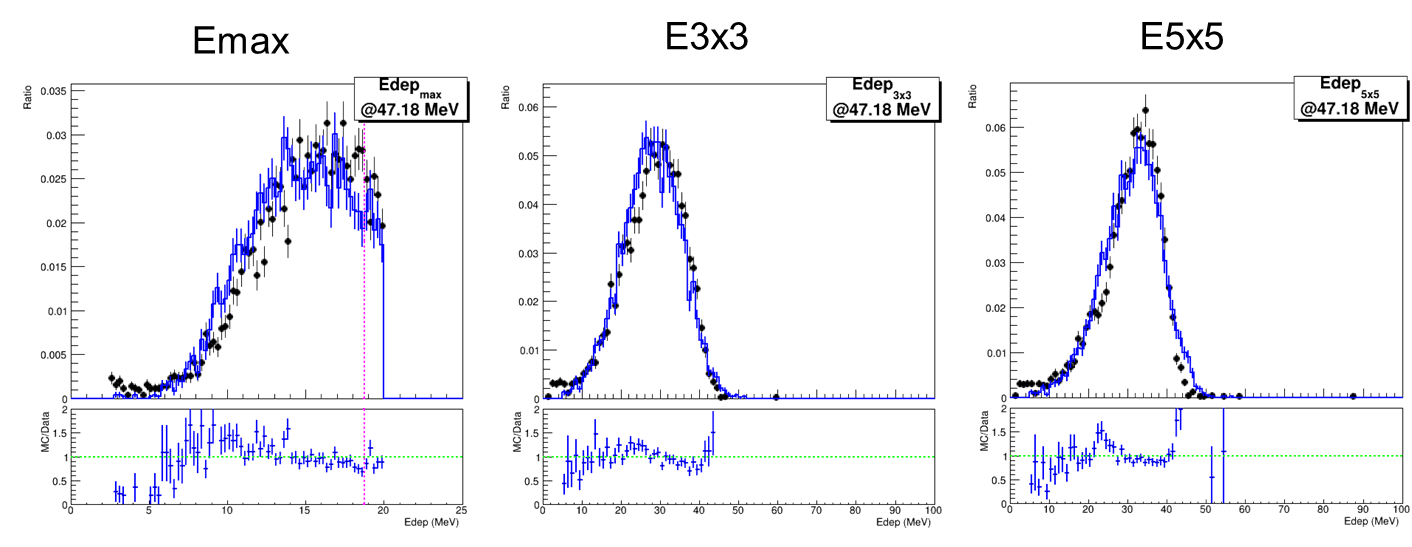 Emax
E3x3
E5x5
Edep max
@47.18 MeV
Ratio
0.035
0.03
0.025
0.02
0.015
0.01
0.005
0
MC/Data
2
1.5
1
0.5
0
0 5 10 15 20 25
Edep (MeV)
Edep 3x3
@47.18 MeV
Ratio
0.06
0.05
0.04
0.03
0.02
0.01
0
MC/Data
2
1.5
1
0.5
0
0 10 20 30 40 50 60 70 80 90 100
Edep (MeV)
Edep 5x5
@47.18 MeV
Ratio
0.06
0.05
0.04
0.03
0.02
0.01
0
MC/Data
2
1.5
1
0.5
0
0 10 20 30 40 50 60 70 80 90 100
Edep (MeV)